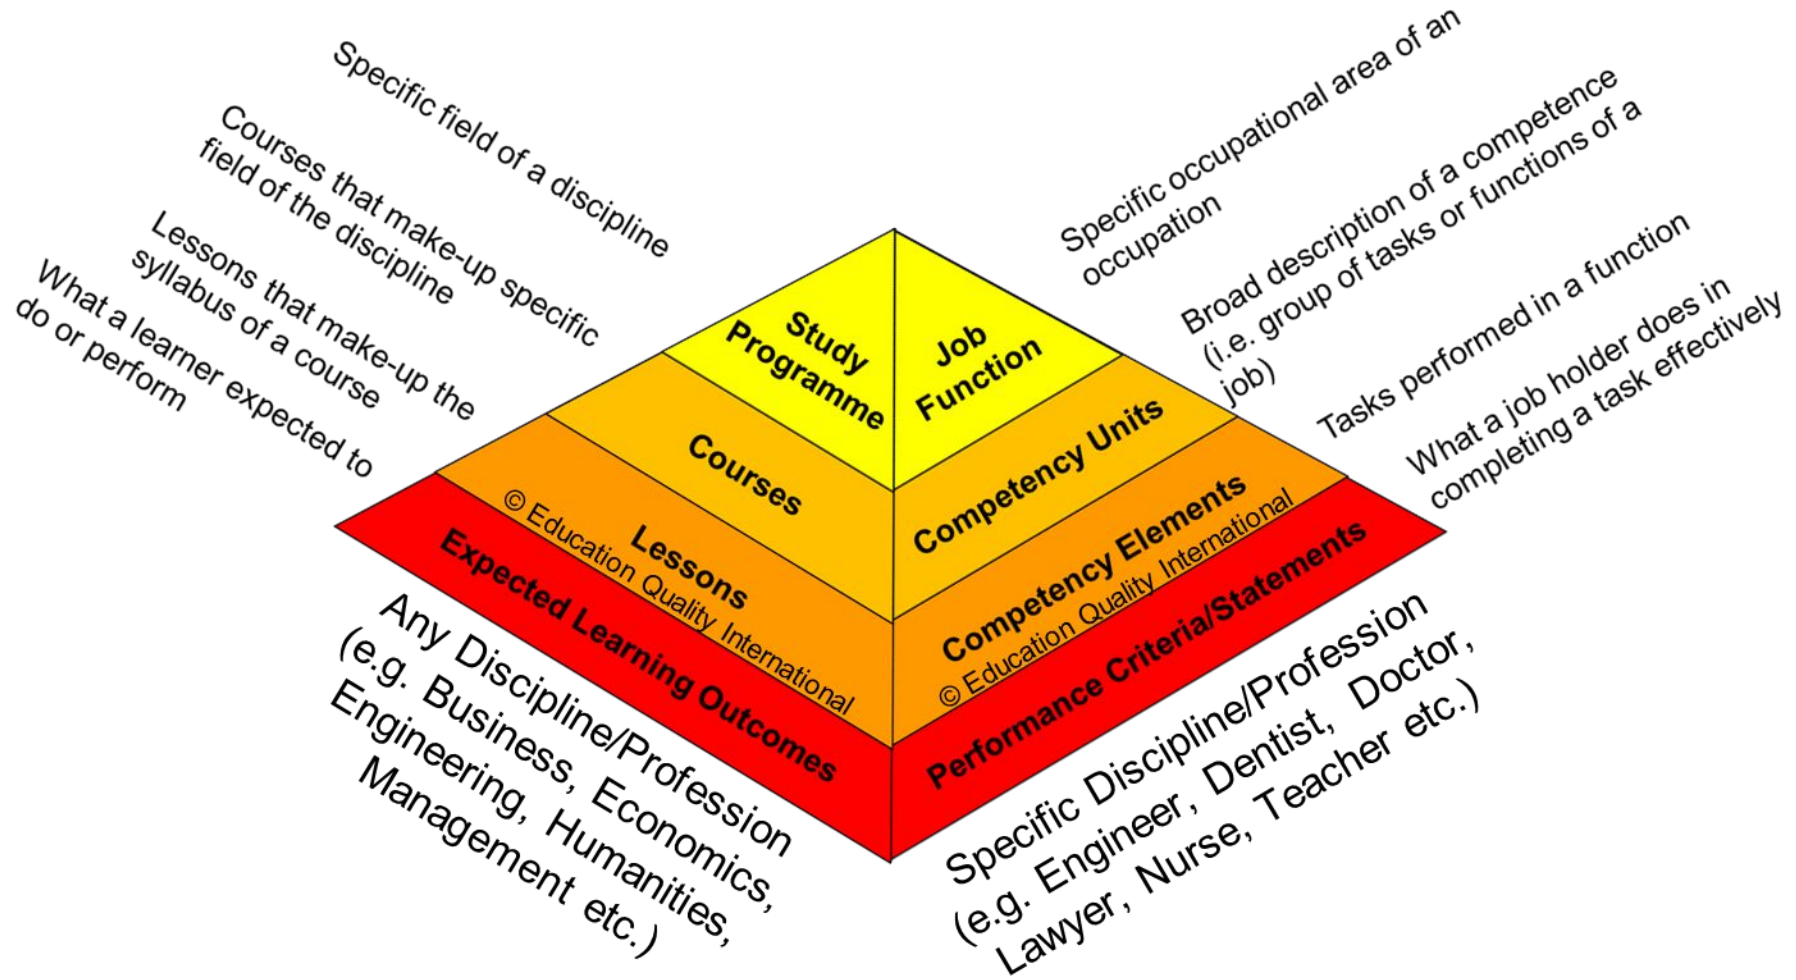 Specific field of a discipline
Courses that make-up specific
field of the discipline
Lessons that make-up the
syllabus of a course
What a learner expected to
do or perform
Specific occupational area of an
occupation
Broad description of a competence
(i.e. group of tasks or functions of a
job)
Tasks performed in a function
What a job holder does in
completing a task effectively
Study
Programme
Job
Function
Courses
Competency Units
Lessons
© Education Quality International
Competency Elements
© Education Quality International
Expected Learning Outcomes
Performance Criteria/Statements
Any Discipline/Profession
(e.g. Business, Economics,
Engineering, Humanities,
Management etc.)
Specific Discipline/Profession
(e.g. Engineer, Dentist, Doctor,
Lawyer, Nurse, Teacher etc.)